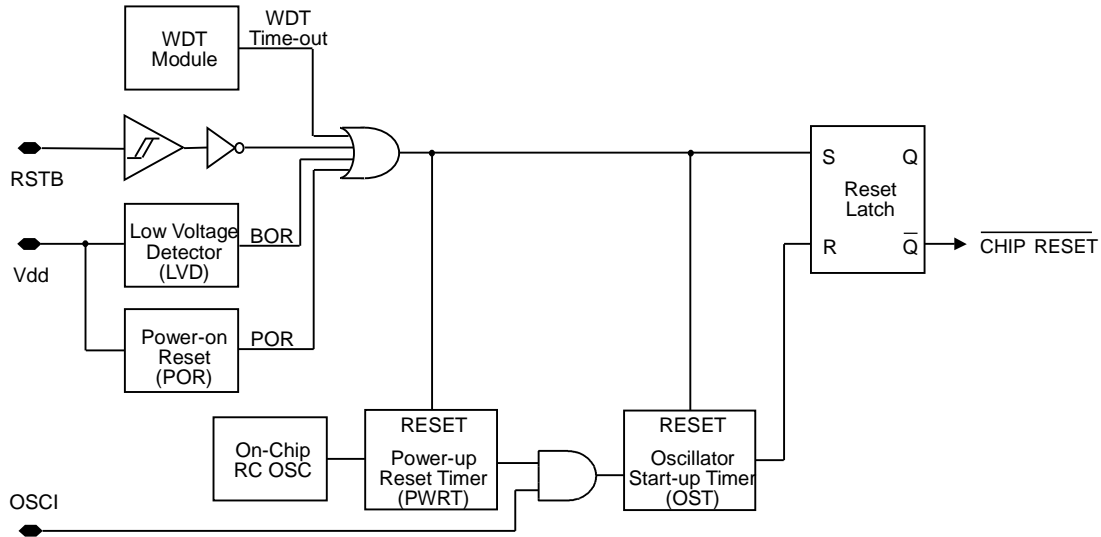 WDT
Module
WDT
Time-out
RSTB
Low Voltage
Detector
(LVD)
BOR
Vdd
Power-on
Reset
(POR)
POR
S
Q
Reset
Latch
R
Q̅
CHIP RESET
On-Chip
RC OSC
RESET
Power-up
Reset Timer
(PWRT)
RESET
Oscillator
Start-up Timer
(OST)
OSCI